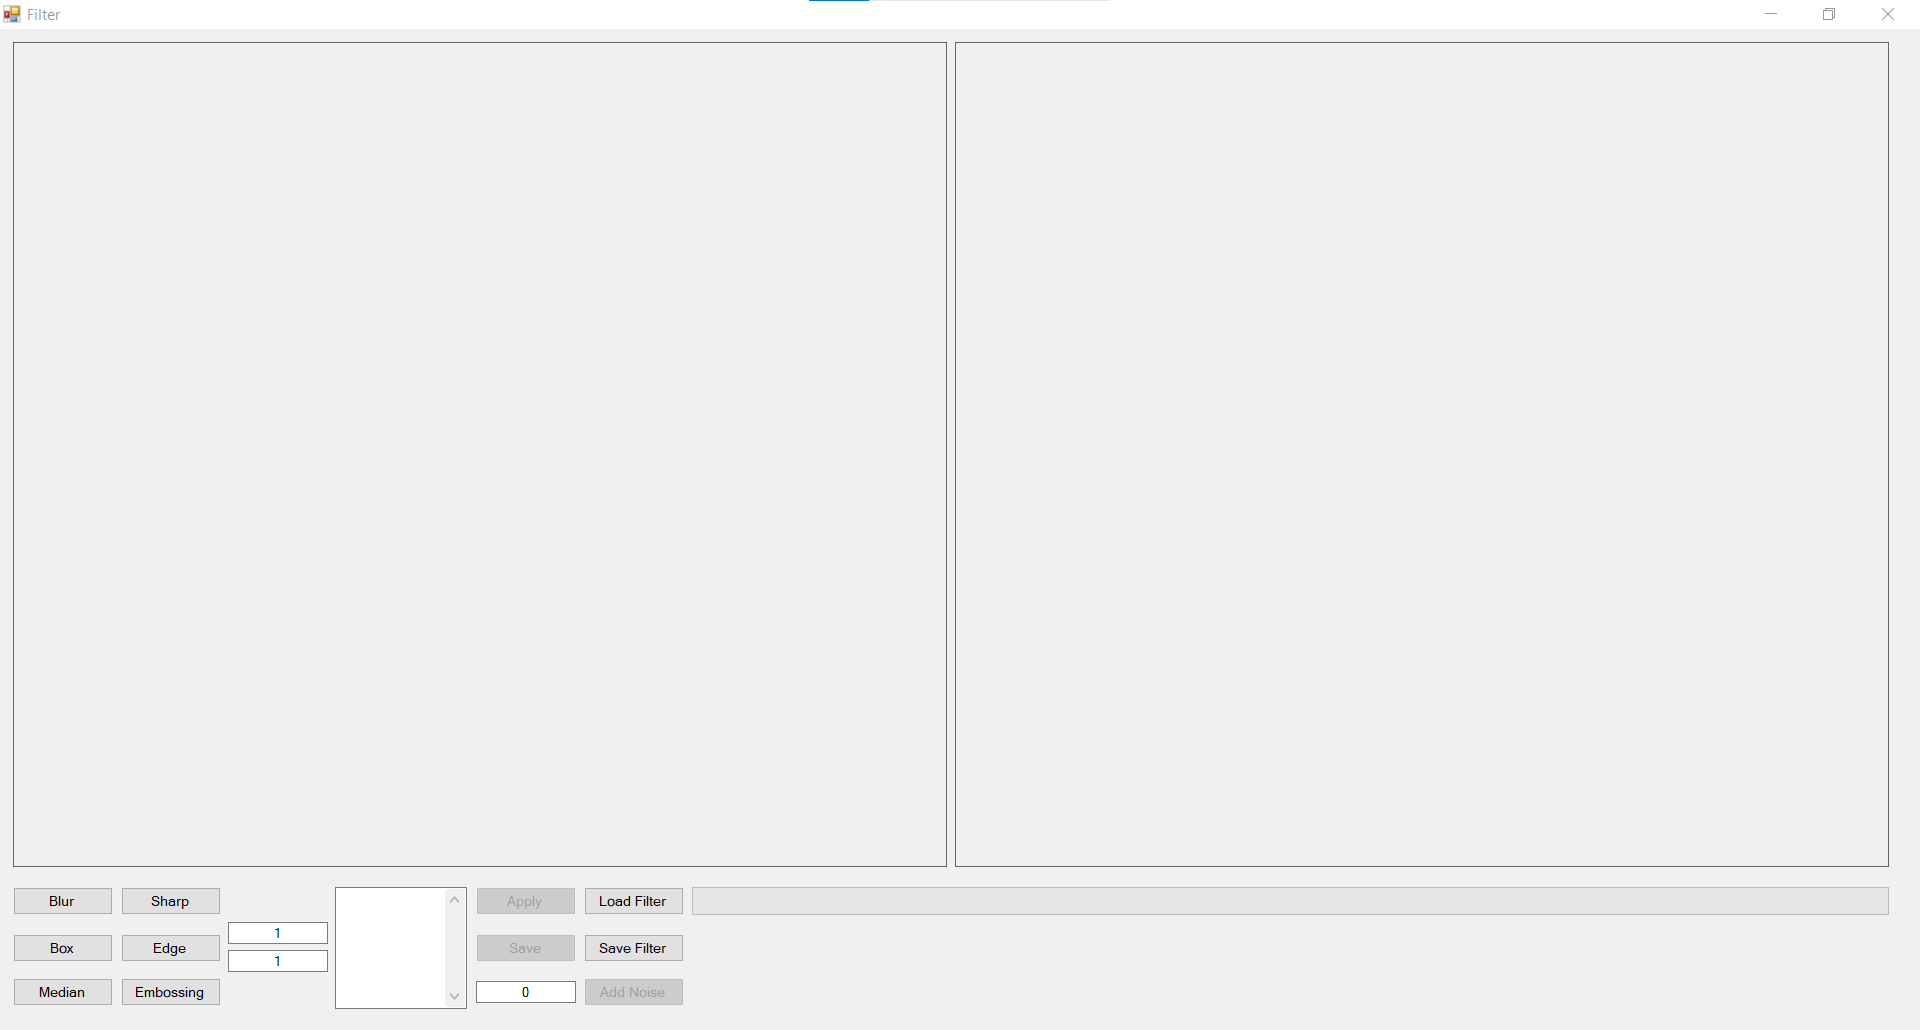 Filter
Blur Sharp Apply Load Filter
1
Box Edge Save Save Filter
1
Median Embossing 0 Add Noise